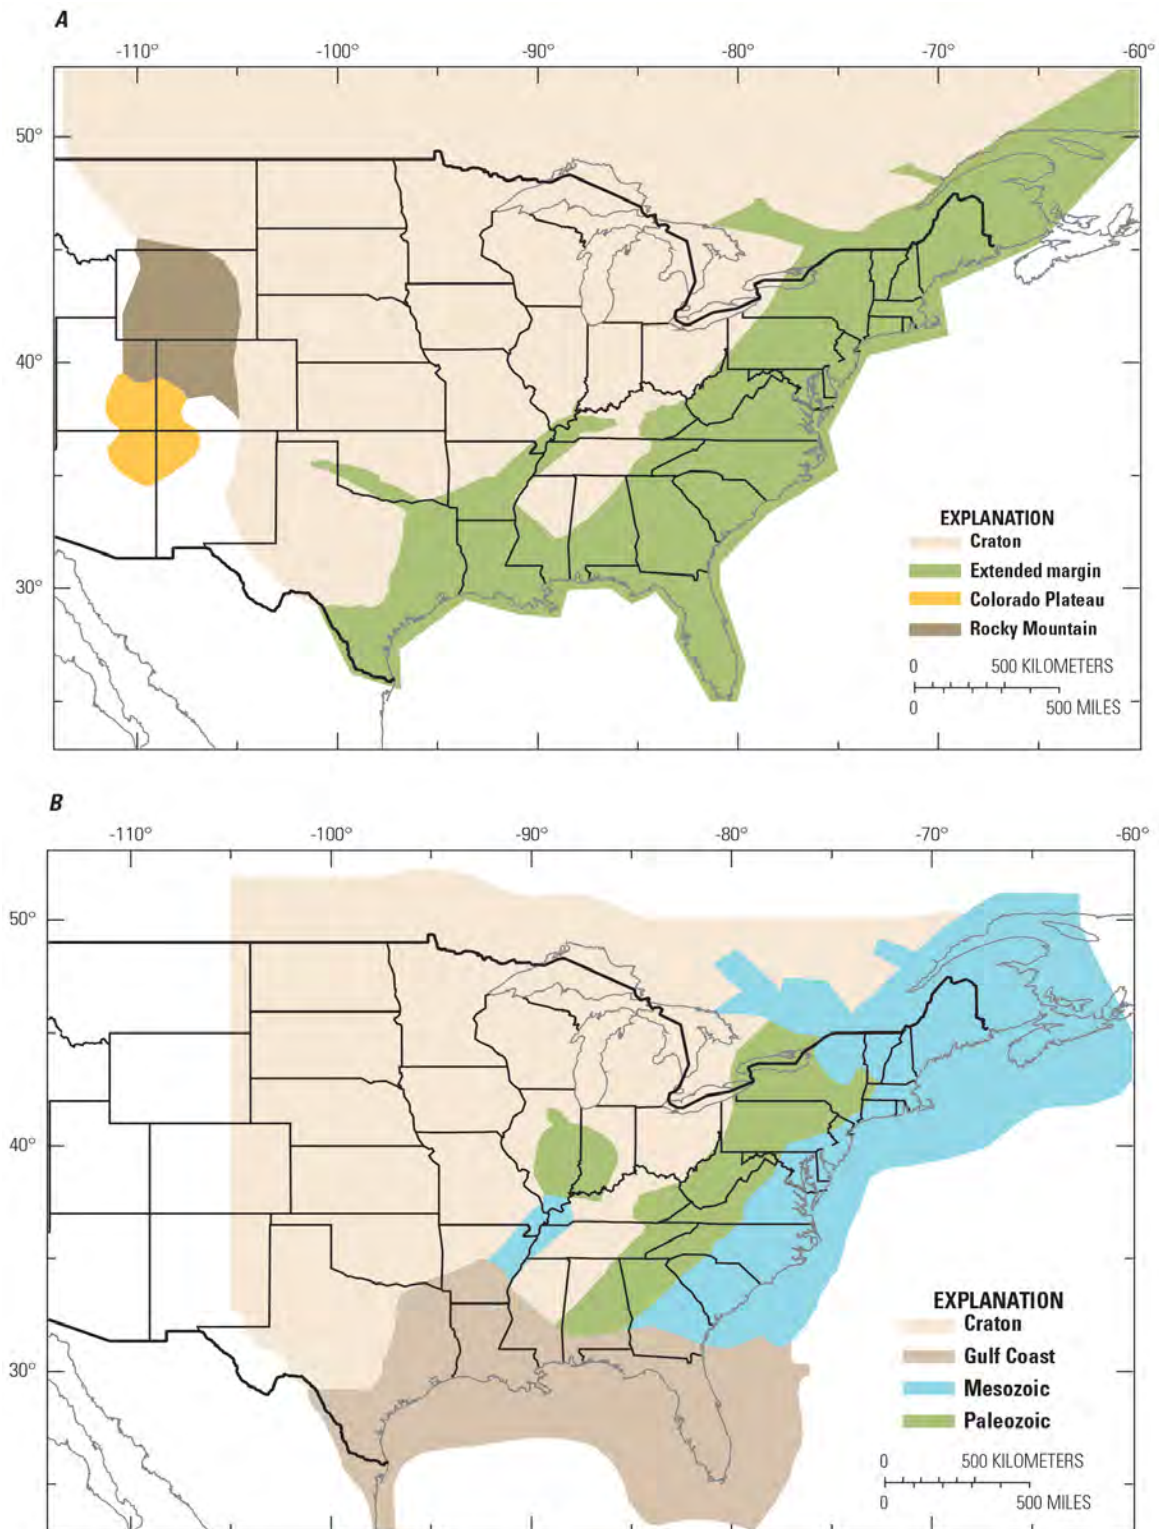 A
-110° -100° -90° -80° -70° -60°
50°
40°
30°
EXPLANATION
Craton
Extended margin
Colorado Plateau
Rocky Mountain
0 500 KILOMETERS
0 500 MILES
B
-110° -100° -90° -80° -70° -60°
50°
40°
30°
EXPLANATION
Craton
Gulf Coast
Mesozoic
Paleozoic
0 500 KILOMETERS
0 500 MILES